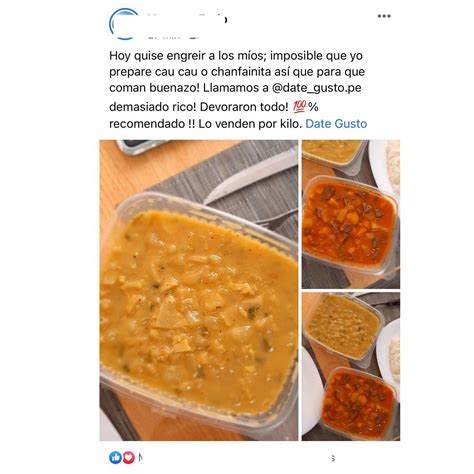 Hoy quise engreir a los míos; imposible que yo
prepare cau cau o chanfainita así que para que
coman buenazo! Llamamos a @date_gusto.pe
demasiado rico! Devoraron todo! 💯%
recomendado !! Lo venden por kilo. Date Gusto